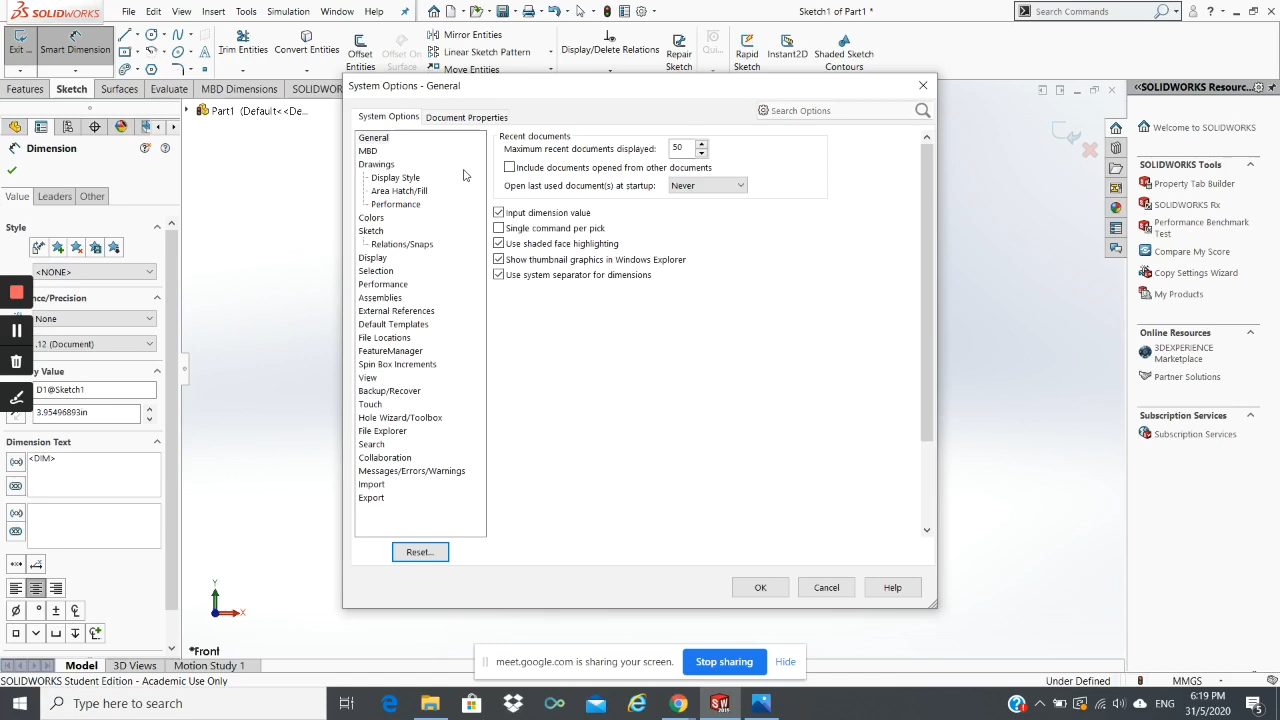 SOLIDWORKS
File
Edit
View
Insert
Tools
Simulation
Window
Help
Sketch1 of Part1 *
Search Commands
Exit ...
Smart Dimension
Trim Entities
Convert Entities
Offset Entities
Offset On Surface
Mirror Entities
Linear Sketch Pattern
Move Entities
Display/Delete Relations
Repair Sketch
Qui...
Rapid Sketch
Instant2D
Shaded Sketch Contours
Features
Sketch
Surfaces
Evaluate
MBD Dimensions
SOLIDWOR
Part1 (Default<<De...
Dimension
Value
Leaders
Other
Style
<NONE>
nce/Precision
None
.12 (Document)
y Value
D1@Sketch1
3.95496893in
Dimension Text
<DIM>
System Options - General
System Options
Document Properties
Search Options
General
MBD
Drawings
Display Style
Area Hatch/Fill
Performance
Colors
Sketch
Relations/Snaps
Display
Selection
Performance
Assemblies
External References
Default Templates
File Locations
FeatureManager
Spin Box Increments
View
Backup/Recover
Touch
Hole Wizard/Toolbox
File Explorer
Search
Collaboration
Messages/Errors/Warnings
Import
Export
Reset...
Recent documents
Maximum recent documents displayed: 50
Include documents opened from other documents
Open last used document(s) at startup: Never
Input dimension value
Single command per pick
Use shaded face highlighting
Show thumbnail graphics in Windows Explorer
Use system separator for dimensions
OK
Cancel
Help
<<SOLIDWORKS Resourc...
Welcome to SOLIDWORKS
SOLIDWORKS Tools
Property Tab Builder
SOLIDWORKS Rx
Performance Benchmark
Test
Compare My Score
Copy Settings Wizard
My Products
Online Resources
3DEXPERIENCE
Marketplace
Partner Solutions
Subscription Services
Subscription Services
Y
X
*Front
Model
3D Views
Motion Study 1
meet.google.com is sharing your screen.
Stop sharing
Hide
SOLIDWORKS Student Edition - Academic Use Only
Under Defined
MMGS
Type here to search
ENG
6:19 PM
31/5/2020